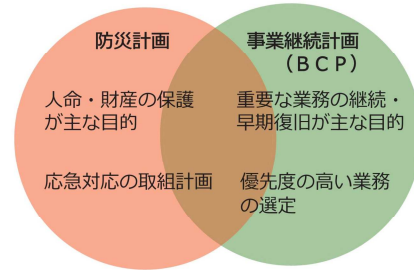 防災計画
人命・財産の保護
が主な目的
応急対応の取組計画
事業継続計画
（ＢＣＰ）
重要な業務の継続・
早期復旧が主な目的
優先度の高い業務
の選定